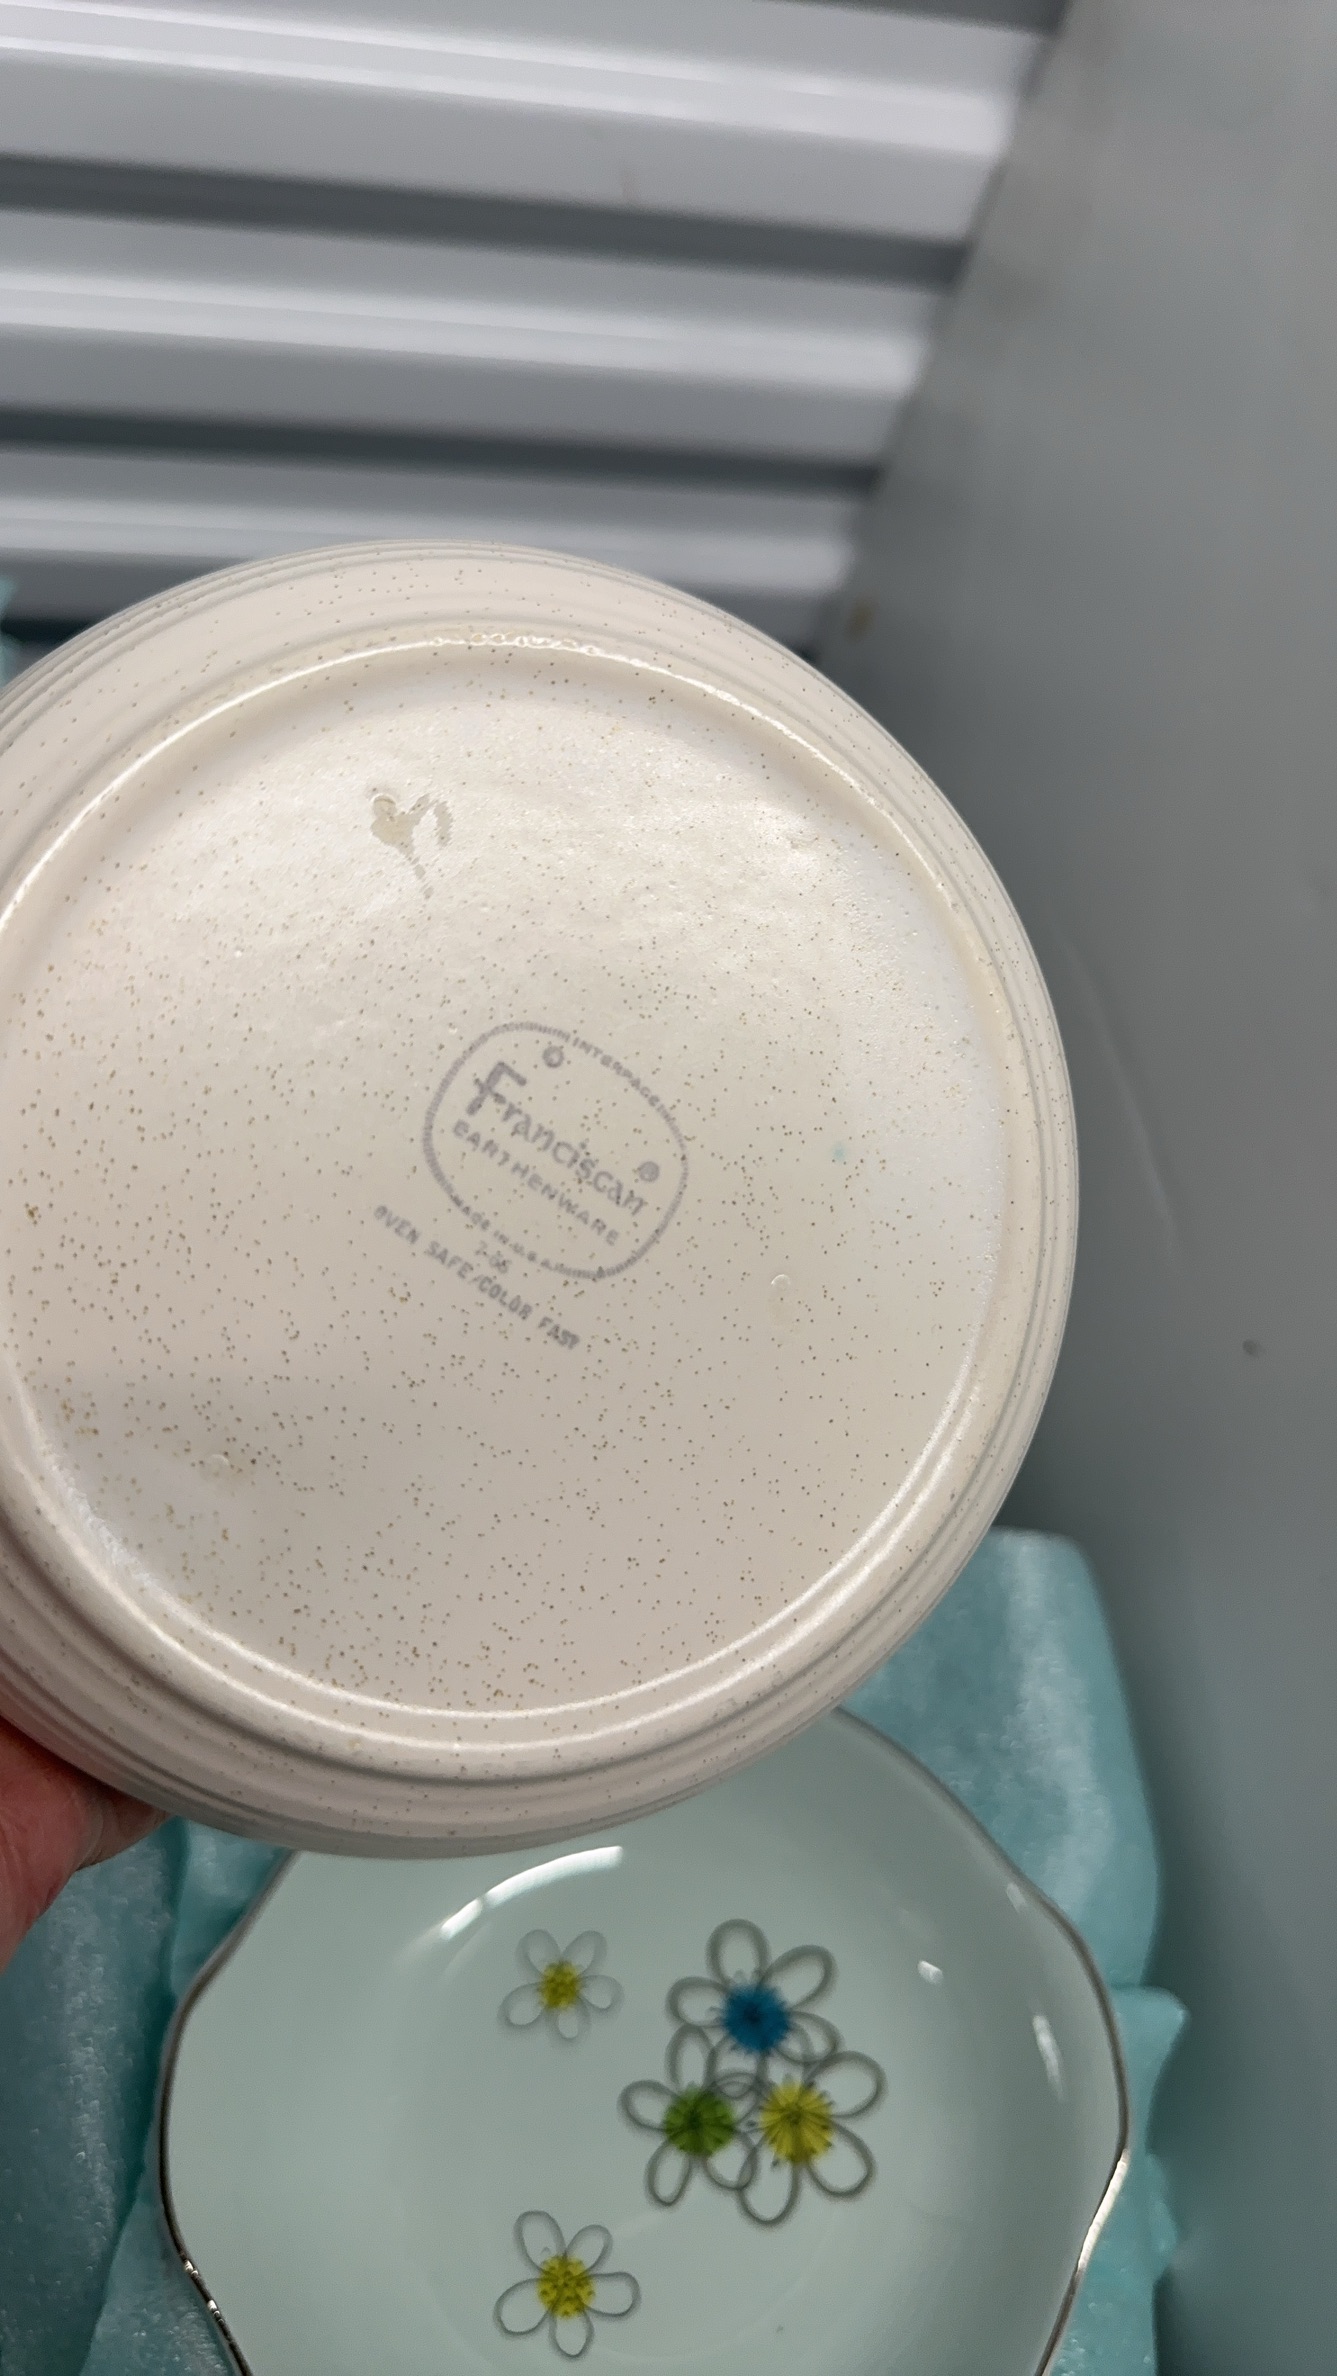 INTERPACE
Franciscan
®
EARTHENWARE
MADE IN U.S.A.
OVEN SAFE/COLOR FAST